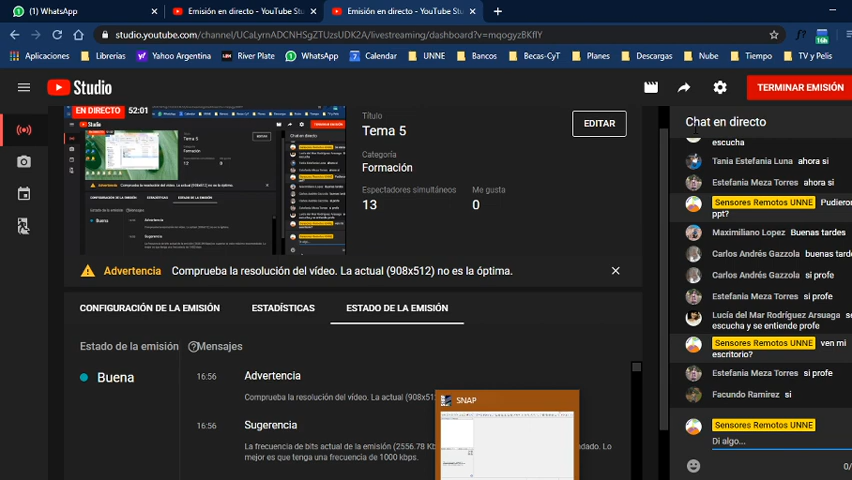 (1) WhatsApp
Emisión en directo - YouTube Stu
Emisión en directo - YouTube Stu
studio.youtube.com/channel/UCaLymADCNHSgZTUzsUDK2A/livestreaming/dashboard?v=mqogyzBKffY
Aplicaciones
Librerias
Yahoo Argentina
River Plate
WhatsApp
Calendar
UNNE
Bancos
Becas-CyT
Planes
Descargas
Nube
Tiempo
TV y Pelis
Studio
TERMINAR EMISIÓN
EN DIRECTO 52:01
Título
Tema 5
EDITAR
Categoría
Formación
Espectadores simultáneos
13
Me gusta
0
Advertencia Comprueba la resolución del vídeo. La actual (908x512) no es la óptima.
CONFIGURACIÓN DE LA EMISIÓN
ESTADÍSTICAS
ESTADO DE LA EMISIÓN
Estado de la emisión
Mensajes
Buena
16:56
Advertencia
Comprueba la resolución del vídeo. La actual (908x5
16:56
Sugerencia
La frecuencia de bits actual de la emisión (2556.78 Kb
ndado. Lo
mejor es que tenga una frecuencia de 1000 kbps.
SNAP
Chat en directo
escucha
Tania Estefania Luna ahora si
Estefania Meza Torres ahora si
Sensores Remotos UNNE Pudieron
ppt?
Maximiliano Lopez Buenas tardes
Carlos Andrés Gazzola buenas tarde
Carlos Andrés Gazzola si profe
Estefania Meza Torres si profe
Lucía del Mar Rodríguez Arsuaga se
escucha y se entiende profe
Sensores Remotos UNNE ven mi
escritorio?
Estefania Meza Torres si profe
Facundo Ramirez si
Sensores Remotos UNNE
Di algo...
0/